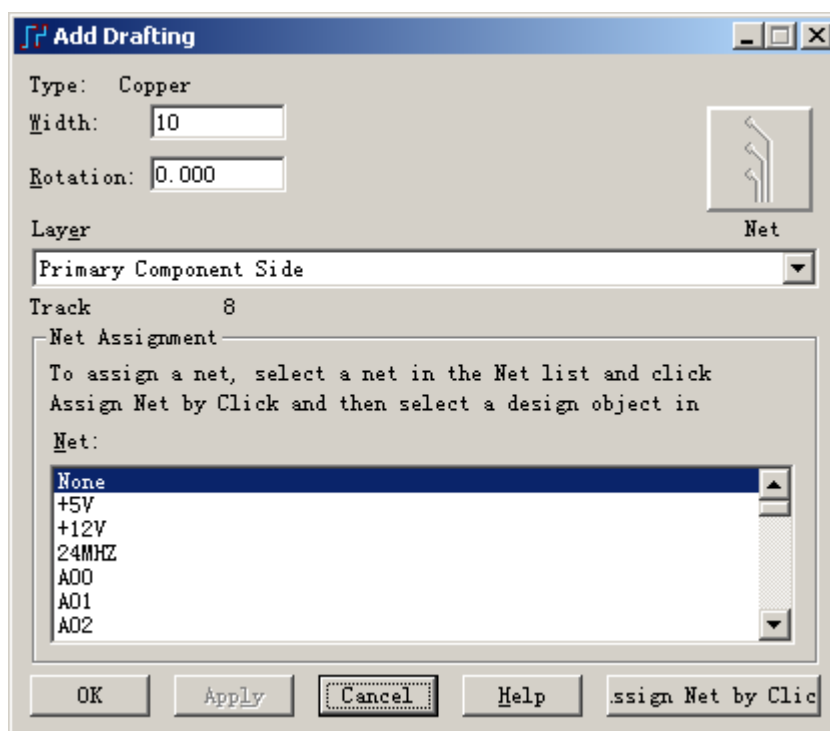 Add Drafting
Type: Copper
Width: 10
Rotation: 0.000
Net
Layer
Primary Component Side
Track 8
Net Assignment
To assign a net, select a net in the Net list and click
Assign Net by Click and then select a design object in
Net:
None
+5V
+12V
24MHZ
A00
A01
A02
OK Apply Cancel Help .ssign Net by Clic